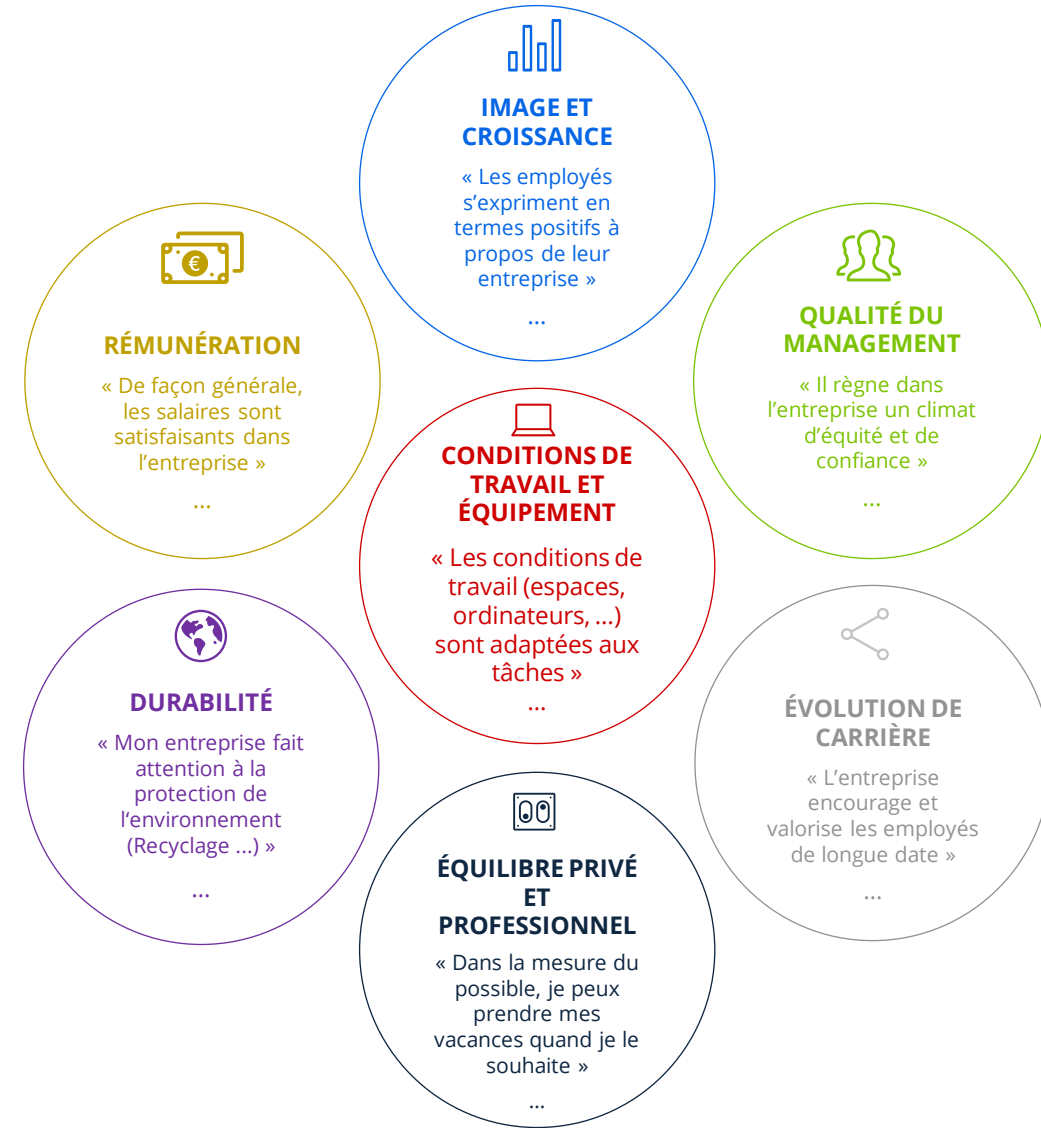 IMAGE ET
CROISSANCE
« Les employés
s’expriment en
termes positifs à
propos de leur
entreprise »
...
€
RÉMUNÉRATION
« De façon générale,
les salaires sont
satisfaisants dans
l’entreprise »
...
QUALITÉ DU
MANAGEMENT
« Il règne dans
l’entreprise un climat
d’équité et de
confiance »
...
CONDITIONS DE
TRAVAIL ET
ÉQUIPEMENT
« Les conditions de
travail (espaces,
ordinateurs, ...)
sont adaptées aux
tâches »
...
DURABILITÉ
« Mon entreprise fait
attention à la
protection de
l‘environnement
(Recyclage ...) »
...
ÉVOLUTION DE
CARRIÈRE
« L’entreprise
encourage et
valorise les employés
de longue date »
...
ÉQUILIBRE PRIVÉ
ET
PROFESSIONNEL
« Dans la mesure du
possible, je peux
prendre mes
vacances quand je le
souhaite »
...